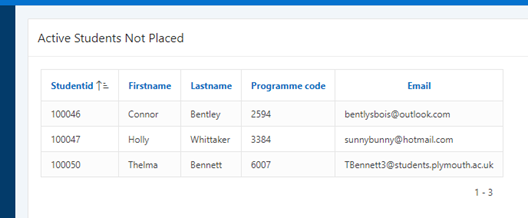 Active Students Not Placed
Studentid Firstname Lastname Programme code Email
100046 Connor Bentley 2594 bentlysbois@outlook.com
100047 Holly Whittaker 3384 sunnybunny@hotmail.com
100050 Thelma Bennett 6007 TBennett3@students.plymouth.ac.uk
1 - 3